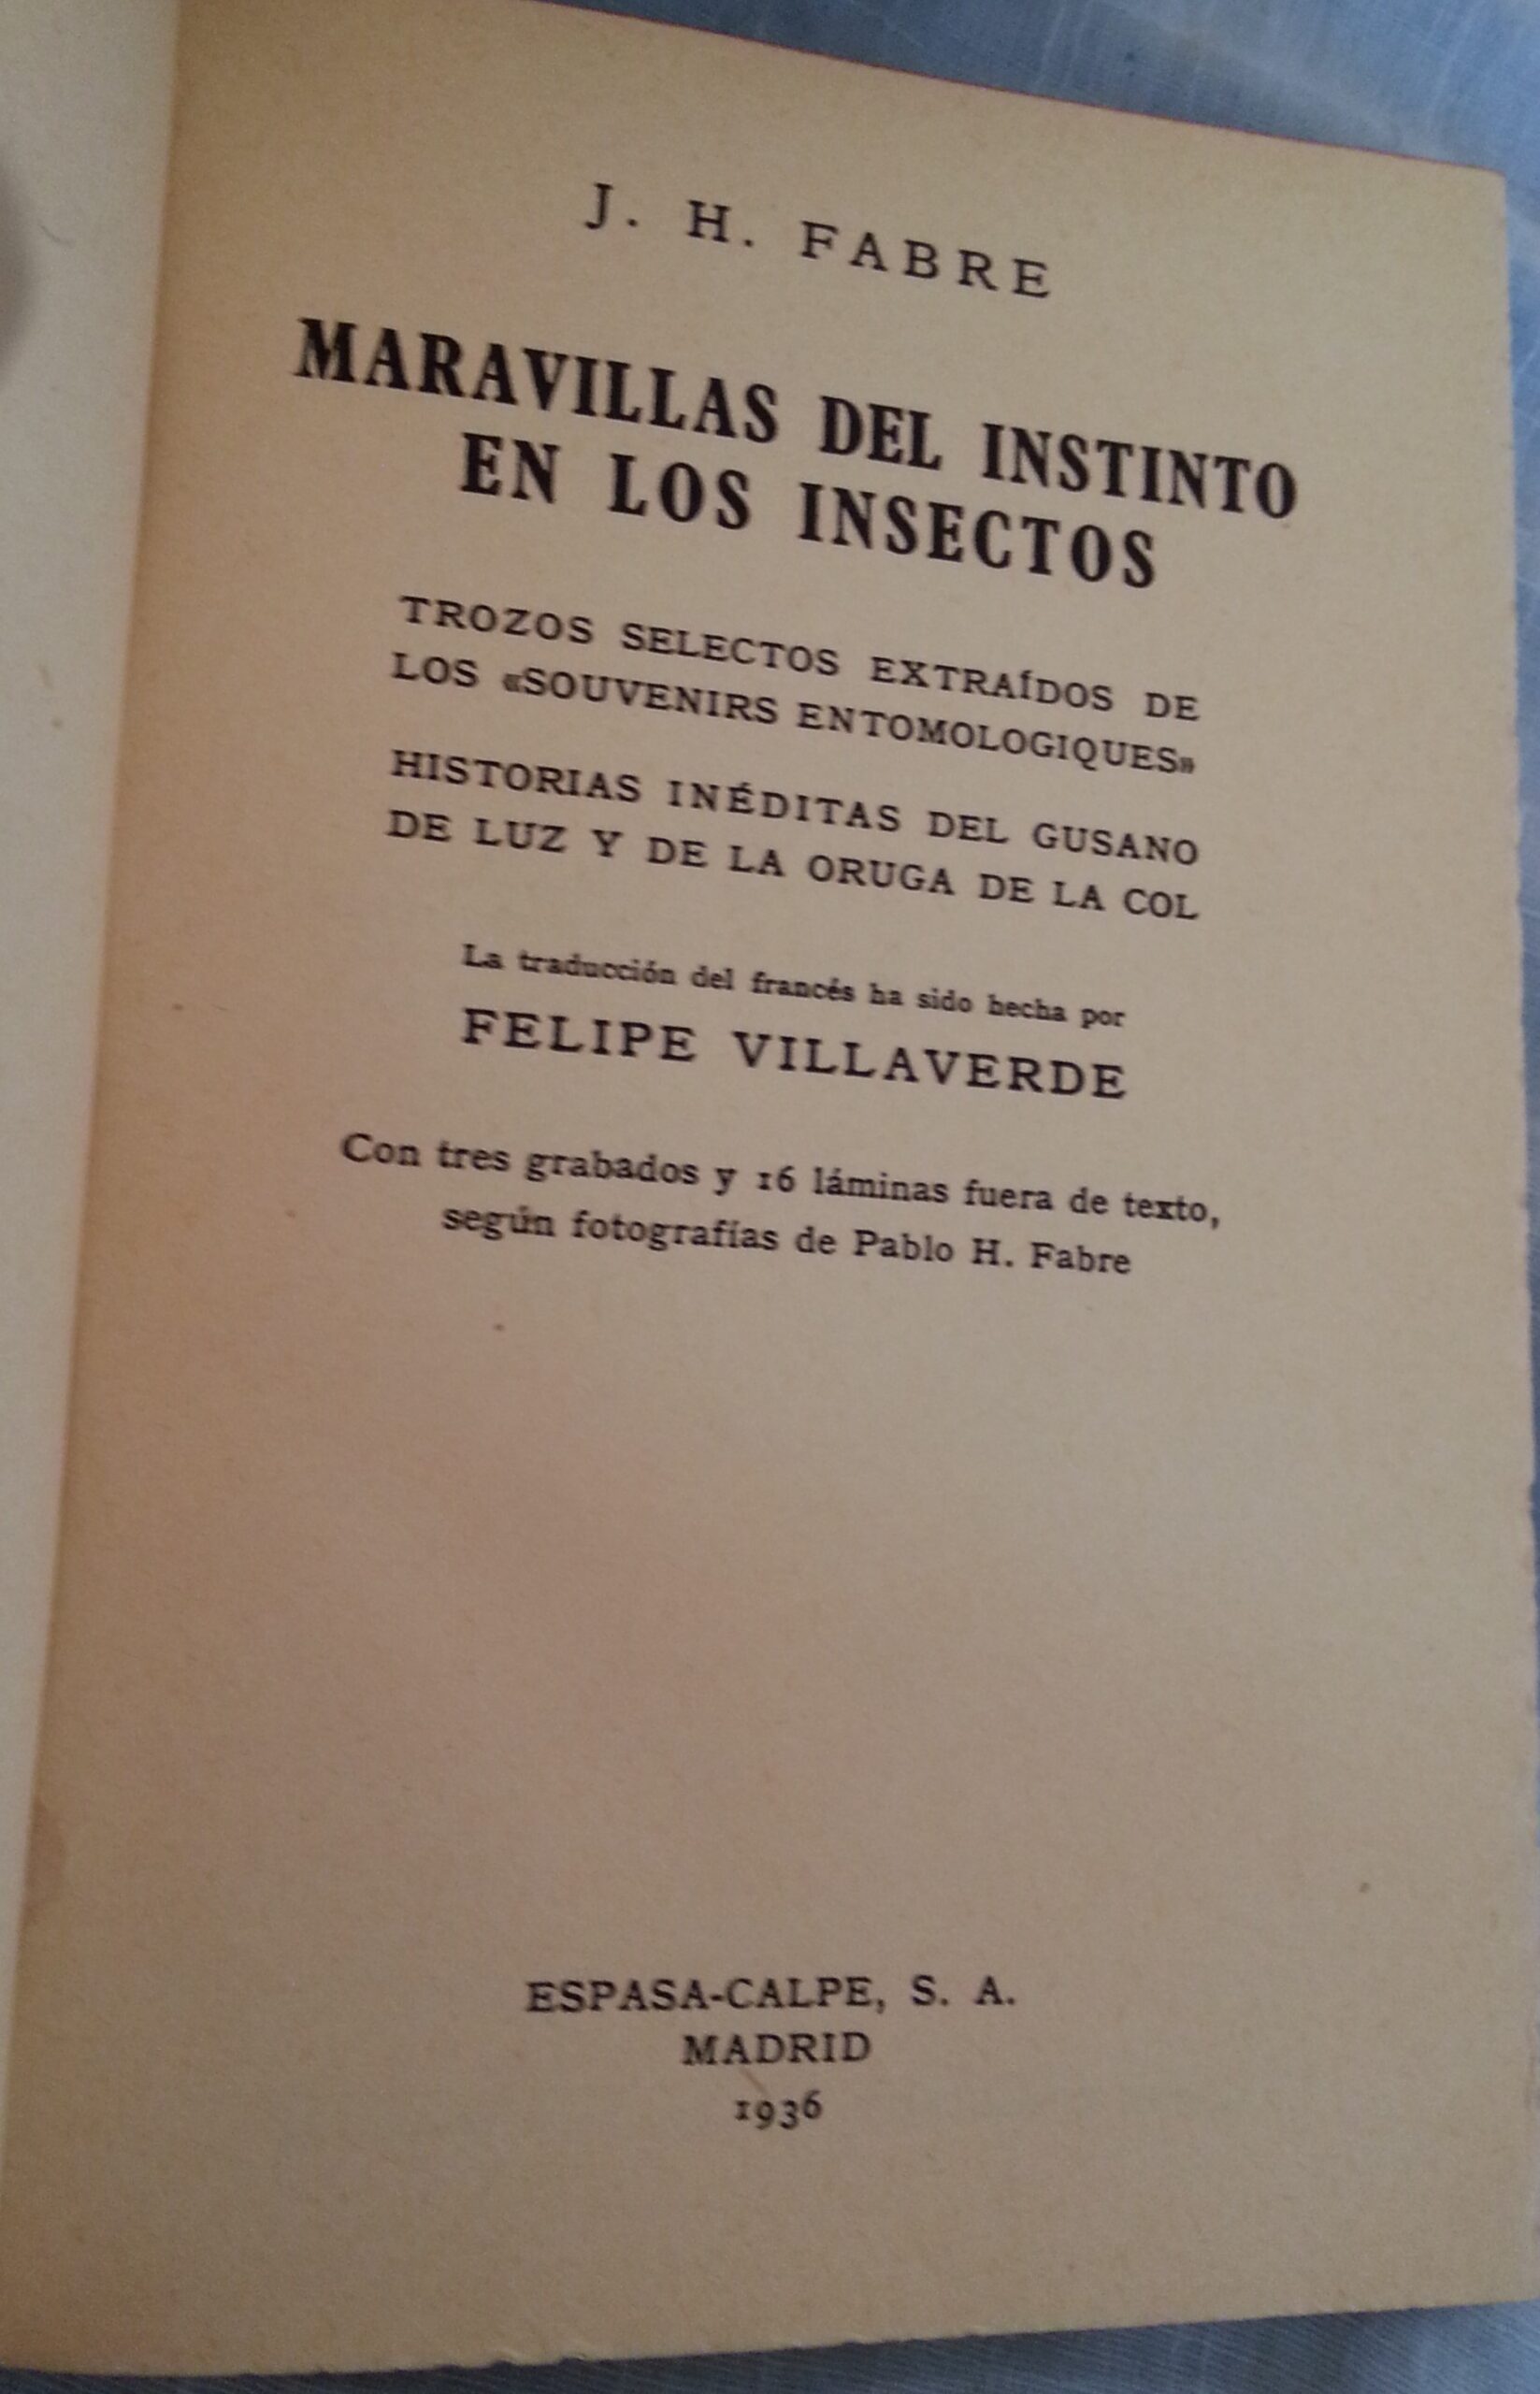 J. H. FABRE
MARAVILLAS DEL INSTINTO
EN LOS INSECTOS
TROZOS SELECTOS EXTRAÍDOS DE
LOS «SOUVENIRS ENTOMOLOGIQUES»
HISTORIAS INÉDITAS DEL GUSANO
DE LUZ Y DE LA ORUGA DE LA COL
La traducción del francés ha sido hecha por
FELIPE VILLAVERDE
Con tres grabados y 16 láminas fuera de texto,
según fotografías de Pablo H. Fabre
ESPASA-CALPE, S. A.
MADRID
1936